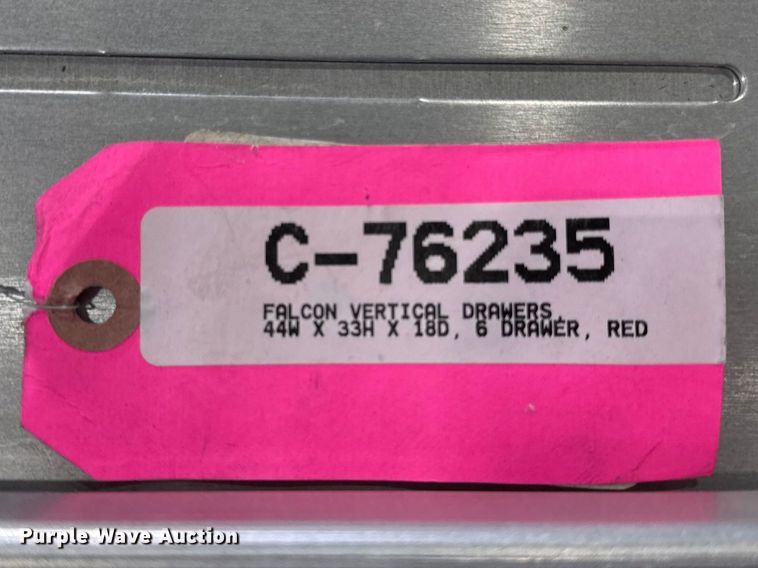 C-76235
FALCON VERTICAL DRAWERS,
44W X 33H X 18D, 6 DRAWER, RED
Purple Wave Auction